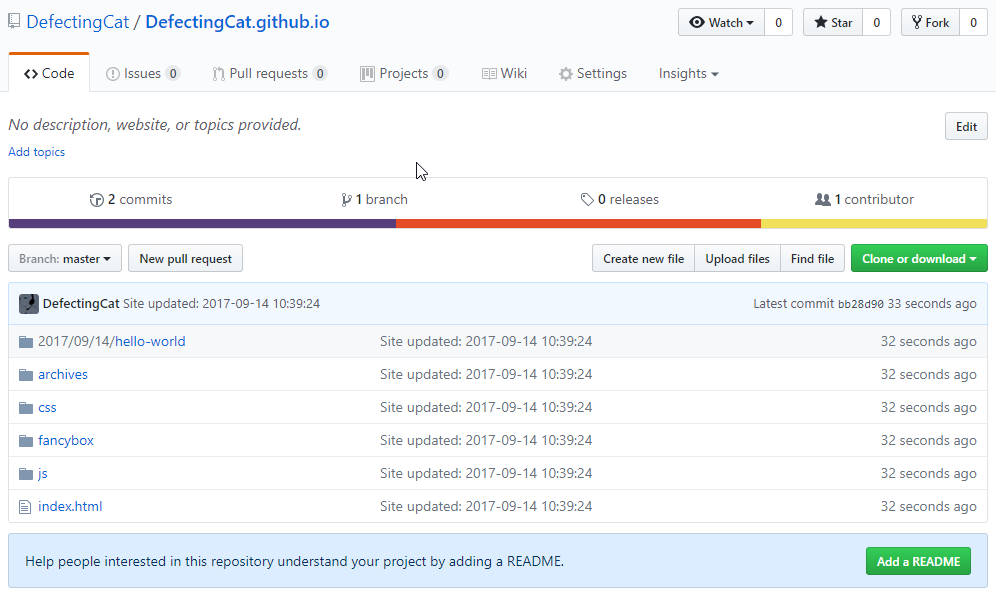 DefectingCat / DefectingCat.github.io Watch 0 Star 0 Fork 0
Code Issues 0 Pull requests 0 Projects 0 Wiki Settings Insights
No description, website, or topics provided. Edit
Add topics
2 commits 1 branch 0 releases 1 contributor
Branch: master New pull request Create new file Upload files Find file Clone or download
DefectingCat Site updated: 2017-09-14 10:39:24 Latest commit bb28d90 33 seconds ago
2017/09/14/hello-world Site updated: 2017-09-14 10:39:24 32 seconds ago
archives Site updated: 2017-09-14 10:39:24 32 seconds ago
css Site updated: 2017-09-14 10:39:24 32 seconds ago
fancybox Site updated: 2017-09-14 10:39:24 32 seconds ago
js Site updated: 2017-09-14 10:39:24 32 seconds ago
index.html Site updated: 2017-09-14 10:39:24 32 seconds ago
Help people interested in this repository understand your project by adding a README. Add a README